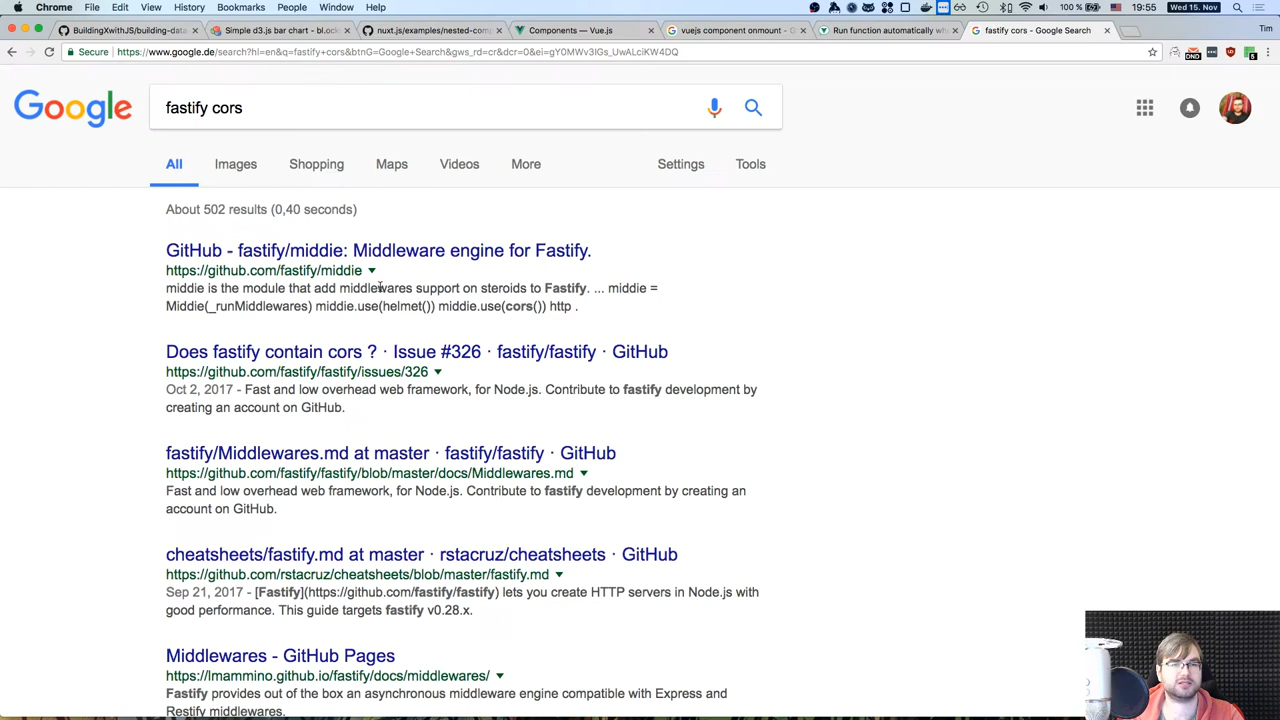 Chrome File Edit View History Bookmarks People Window Help
100 % Wed 15. Nov 19:55
BuildingXwithJS/building-data
Simple d3.js bar chart - bl.ock
nuxt.js/examples/nested-com
Components — Vue.js
vuejs component onmount - G
Run function automatically wh
fastify cors - Google Search
Tim
Secure https://www.google.de/search?hl=en&q=fastify+cors&btnG=Google+Search&gws_rd=cr&dcr=0&ei=gY0MWv3IGs_UwALciKW4DQ
Google
fastify cors
All Images Shopping Maps Videos More Settings Tools
About 502 results (0,40 seconds)
GitHub - fastify/middie: Middleware engine for Fastify.
https://github.com/fastify/middie
middie is the module that add middlewares support on steroids to Fastify. ... middie =
Middie(_runMiddlewares) middie.use(helmet()) middie.use(cors()) http .
Does fastify contain cors ? · Issue #326 · fastify/fastify · GitHub
https://github.com/fastify/fastify/issues/326
Oct 2, 2017 - Fast and low overhead web framework, for Node.js. Contribute to fastify development by
creating an account on GitHub.
fastify/Middlewares.md at master · fastify/fastify · GitHub
https://github.com/fastify/fastify/blob/master/docs/Middlewares.md
Fast and low overhead web framework, for Node.js. Contribute to fastify development by creating an
account on GitHub.
cheatsheets/fastify.md at master · rstacruz/cheatsheets · GitHub
https://github.com/rstacruz/cheatsheets/blob/master/fastify.md
Sep 21, 2017 - [Fastify](https://github.com/fastify/fastify) lets you create HTTP servers in Node.js with
good performance. This guide targets fastify v0.28.x.
Middlewares - GitHub Pages
https://lmammino.github.io/fastify/docs/middlewares/
Fastify provides out of the box an asynchronous middleware engine compatible with Express and
Restify middlewares.